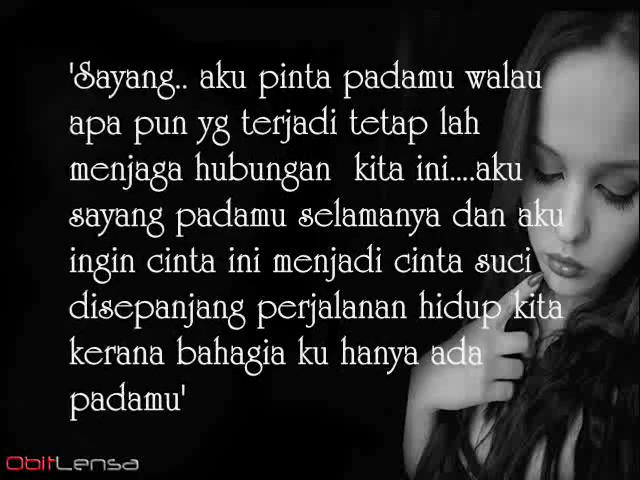 'Sayang.. aku pinta padamu walau
apa pun yg terjadi tetap lah
menjaga hubungan kita ini....aku
sayang padamu selamanya dan aku
ingin cinta ini menjadi cinta suci
disepanjang perjalanan hidup kita
kerana bahagia ku hanya ada
padamu'
ObitLensa